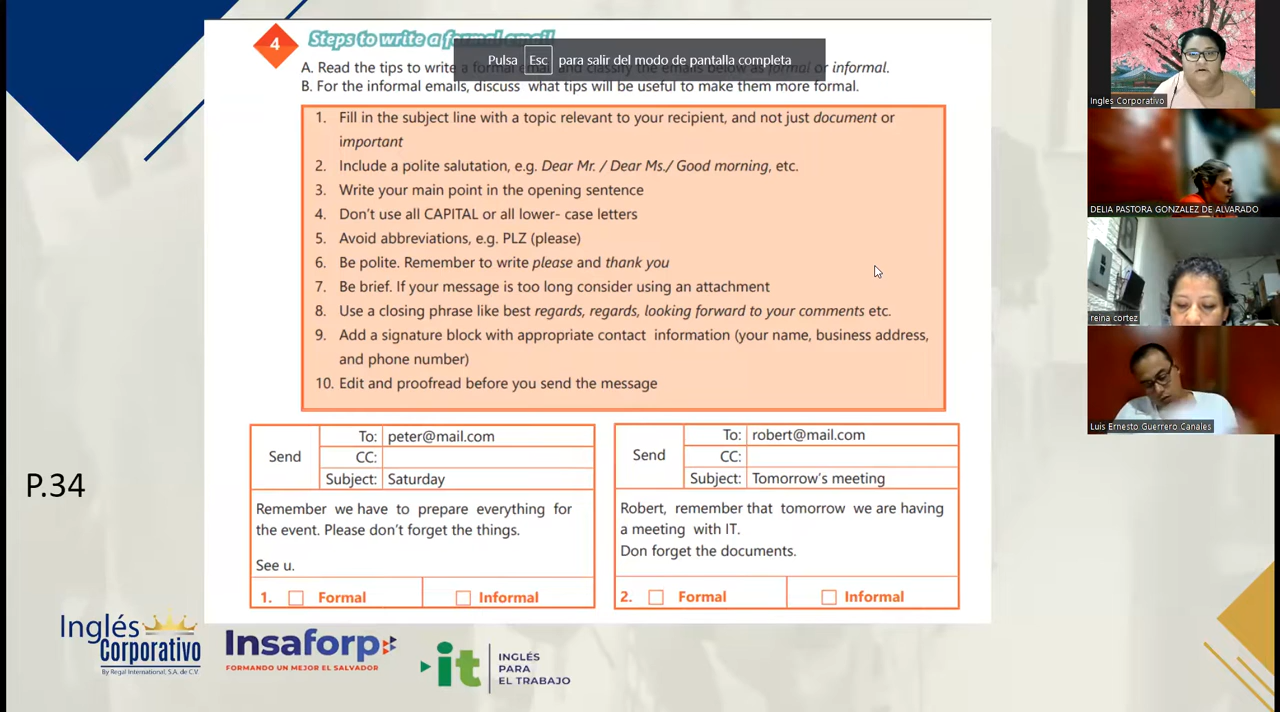 4
Steps to write a formal email
Pulsa Esc para salir del modo de pantalla completa
A. Read the tips to write a formal email and classify the emails below as formal or informal.
B. For the informal emails, discuss what tips will be useful to make them more formal.
1. Fill in the subject line with a topic relevant to your recipient, and not just document or
important
2. Include a polite salutation, e.g. Dear Mr. / Dear Ms./ Good morning, etc.
3. Write your main point in the opening sentence
4. Don't use all CAPITAL or all lower- case letters
5. Avoid abbreviations, e.g. PLZ (please)
6. Be polite. Remember to write please and thank you
7. Be brief. If your message is too long consider using an attachment
8. Use a closing phrase like best regards, regards, looking forward to your comments etc.
9. Add a signature block with appropriate contact information (your name, business address,
and phone number)
10. Edit and proofread before you send the message
Send
To: peter@mail.com
CC:
Subject: Saturday
Remember we have to prepare everything for
the event. Please don't forget the things.
See u.
1. Formal Informal
Send
To: robert@mail.com
CC:
Subject: Tomorrow's meeting
Robert, remember that tomorrow we are having
a meeting with IT.
Don forget the documents.
2. Formal Informal
P.34
Inglés
Corporativo
By Regal International, S.A. de C.V.
Insaforp
FORMANDO UN MEJOR EL SALVADOR
it
INGLÉS
PARA
EL TRABAJO
Ingles Corporativo
DELIA PASTORA GONZALEZ DE ALVARADO
reina cortez
Luis Ernesto Guerrero Canales